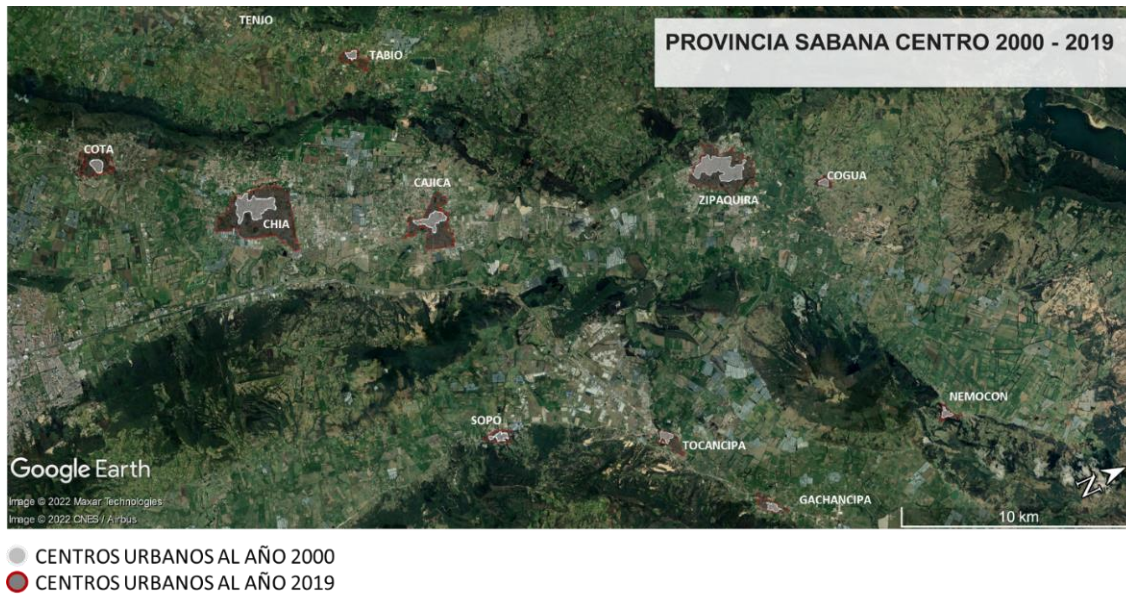 TENJO
PROVINCIA SABANA CENTRO 2000 - 2019
TABIO
COTA
CAJICA
COGUA
ZIPAQUIRA
CHIA
NEMOCON
SOPÓ
TOCANCIPA
GACHANCIPA
Google Earth
Image © 2022 Maxar Technologies
Image © 2022 CNES / Airbus
N
10 km
CENTROS URBANOS AL AÑO 2000
CENTROS URBANOS AL AÑO 2019